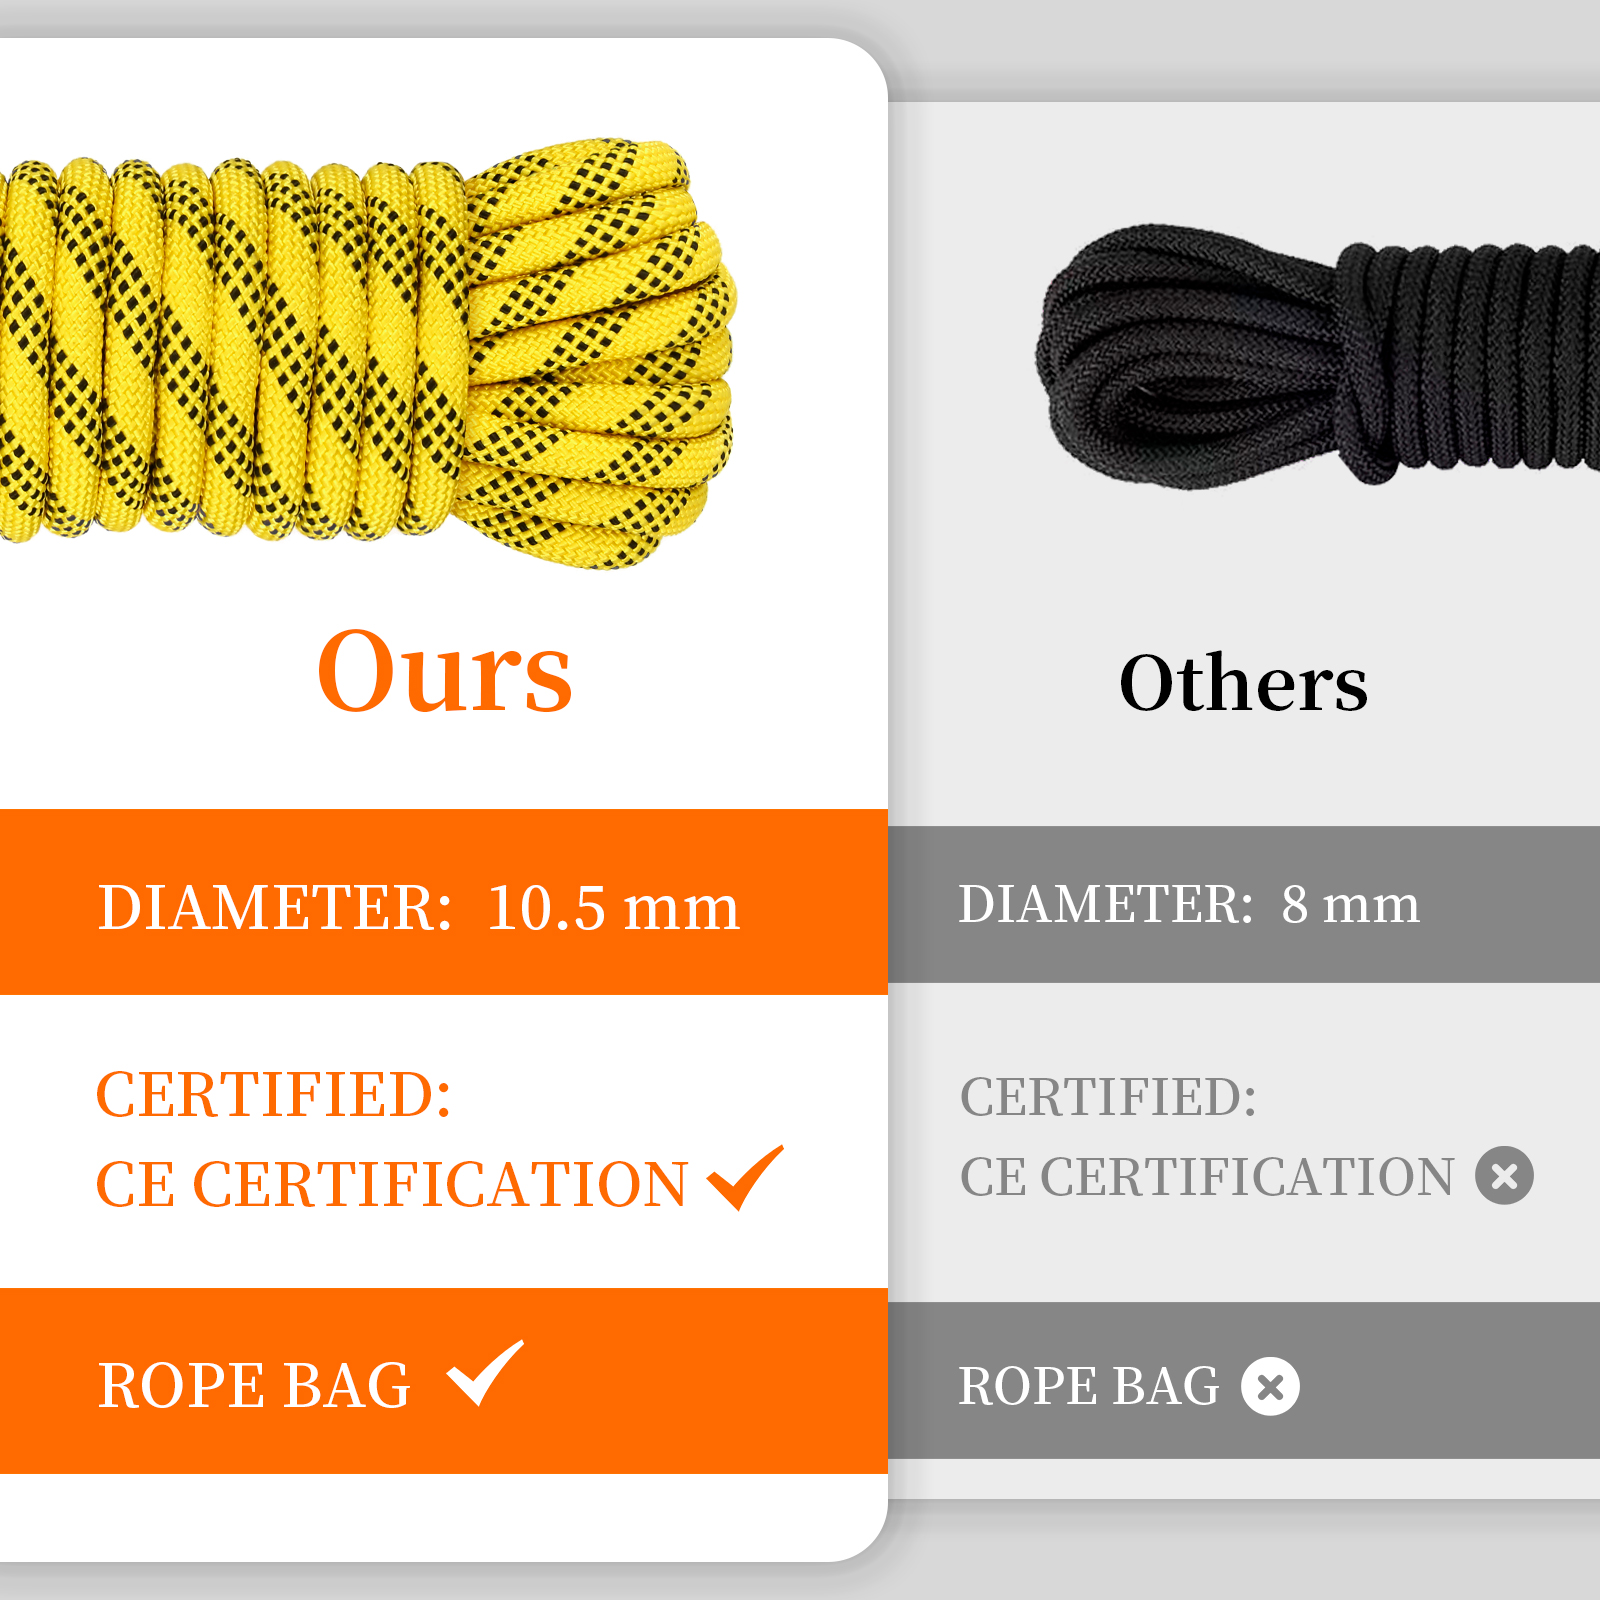 Ours
DIAMETER: 10.5 mm
CERTIFIED:
CE CERTIFICATION
ROPE BAG
Others
DIAMETER: 8 mm
CERTIFIED:
CE CERTIFICATION
ROPE BAG